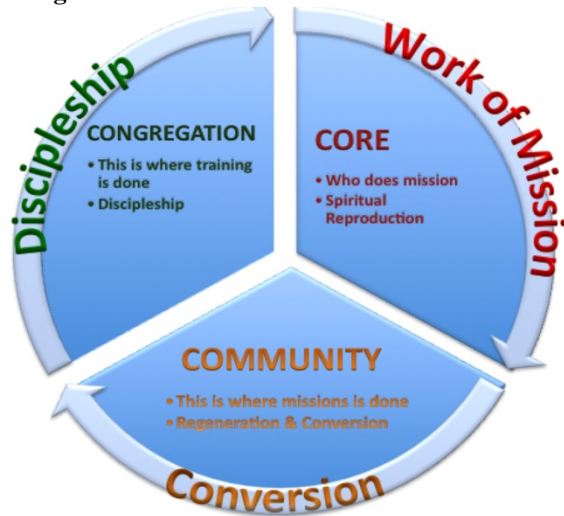 Discipleship
CONGREGATION
• This is where training
is done
• Discipleship
Work of Mission
CORE
• Who does mission
• Spiritual
Reproduction
COMMUNITY
• This is where missions is done
• Regeneration & Conversion
Conversion